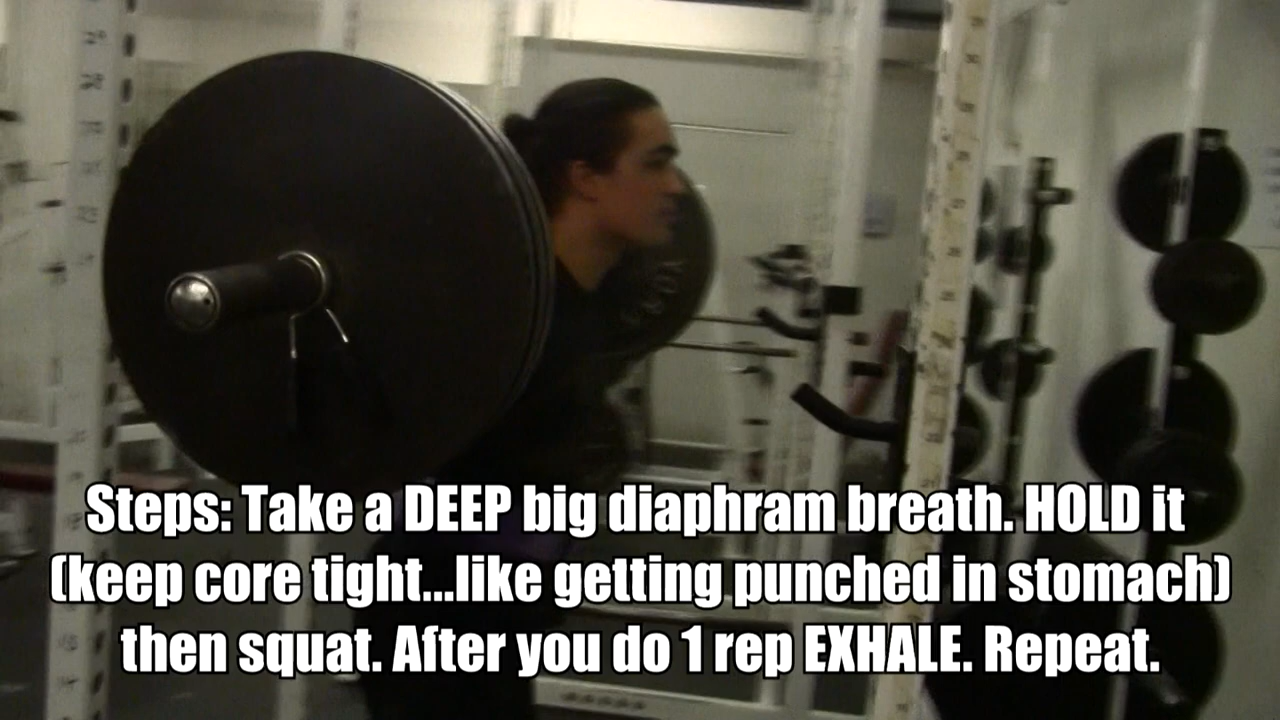 Steps: Take a DEEP big diaphram breath. HOLD it
(keep core tight...like getting punched in stomach)
then squat. After you do 1 rep EXHALE. Repeat.